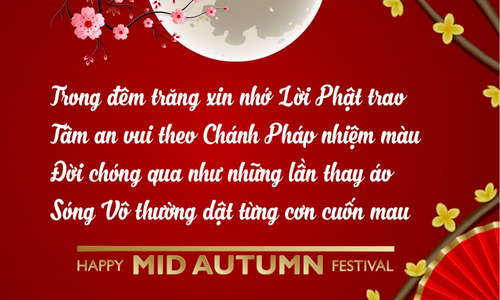 Trong đêm trăng xin nhớ Lời Phật trao
Tâm an vui theo Chánh Pháp nhiệm màu
Đời chóng qua như những lần thay áo
Sóng Vô thường dật từng cơn cuốn mau
HAPPY MID AUTUMN FESTIVAL